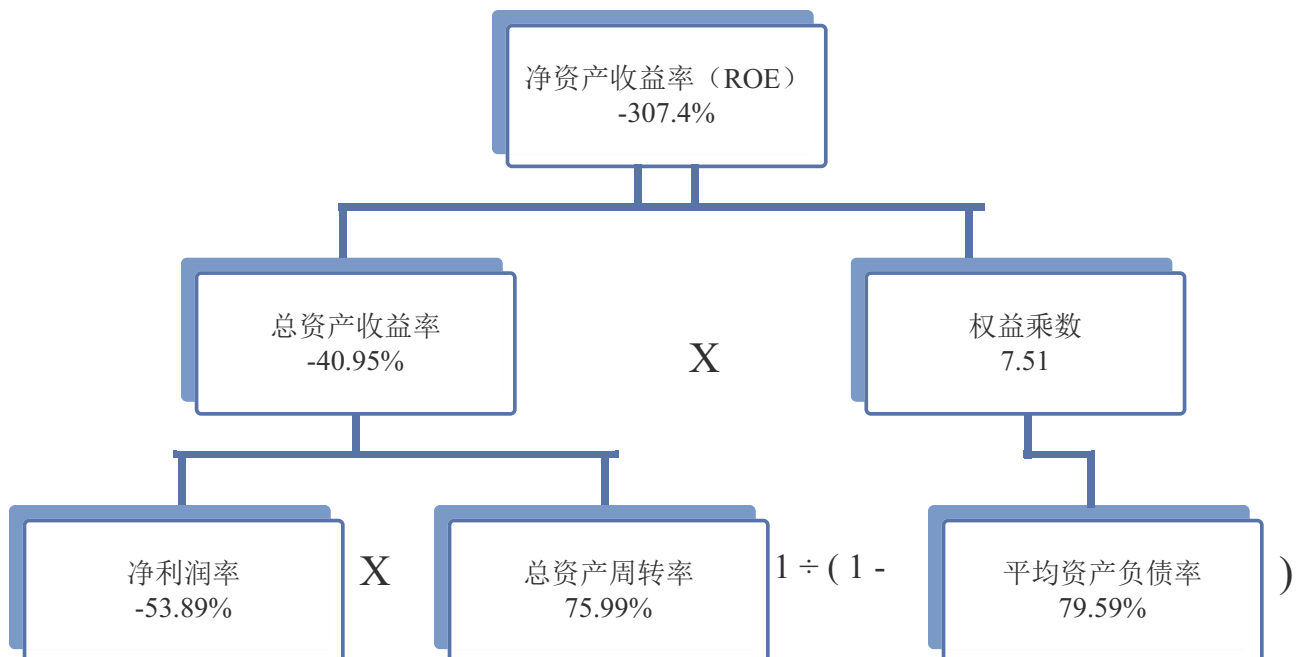 净资产收益率（ROE）
-307.4%
总资产收益率
-40.95%
X
权益乘数
7.51
净利润率
-53.89%
X
总资产周转率
75.99%
1 ÷ ( 1 -
平均资产负债率
79.59%
)